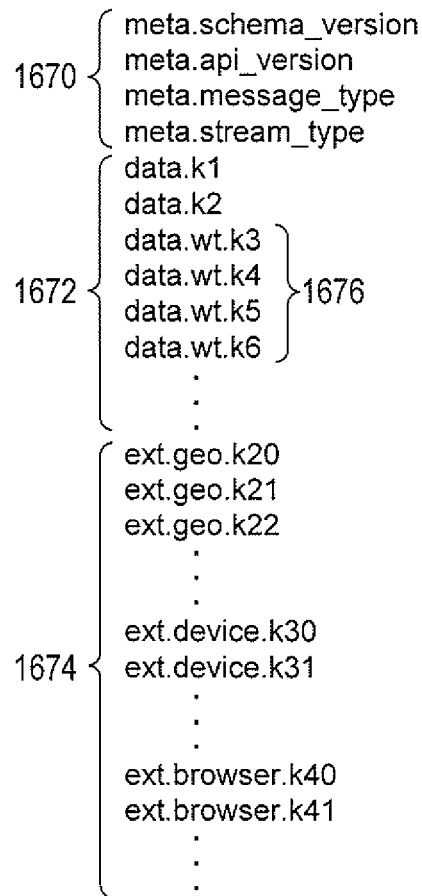 meta.schema_version
meta.api_version
1670
meta.message_type
meta.stream_type
data.k1
data.k2
data.wt.k3
data.wt.k4
1672
1676
data.wt.k5
data.wt.k6
.
.
.
ext.geo.k20
ext.geo.k21
ext.geo.k22
.
.
.
ext.device.k30
1674
ext.device.k31
.
.
.
ext.browser.k40
ext.browser.k41
.
.
.